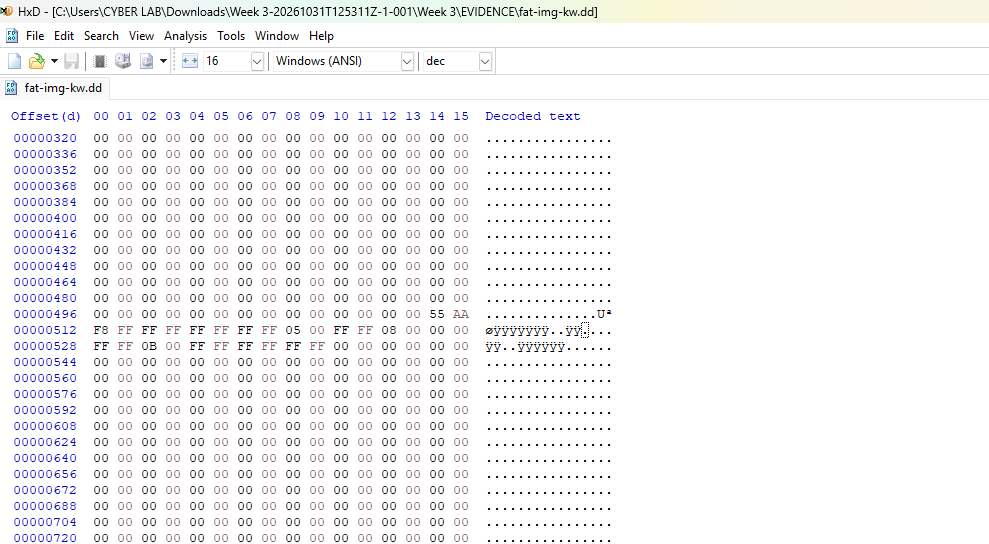 HxD - [C:\Users\CYBER LAB\Downloads\Week 3-20261031T125311Z-1-001\Week 3\EVIDENCE\fat-img-kw.dd]
File Edit Search View Analysis Tools Window Help
16 Windows (ANSI) dec
fat-img-kw.dd
Offset(d) 00 01 02 03 04 05 06 07 08 09 10 11 12 13 14 15 Decoded text
00000320 00 00 00 00 00 00 00 00 00 00 00 00 00 00 00 00 ................
00000336 00 00 00 00 00 00 00 00 00 00 00 00 00 00 00 00 ................
00000352 00 00 00 00 00 00 00 00 00 00 00 00 00 00 00 00 ................
00000368 00 00 00 00 00 00 00 00 00 00 00 00 00 00 00 00 ................
00000384 00 00 00 00 00 00 00 00 00 00 00 00 00 00 00 00 ................
00000400 00 00 00 00 00 00 00 00 00 00 00 00 00 00 00 00 ................
00000416 00 00 00 00 00 00 00 00 00 00 00 00 00 00 00 00 ................
00000432 00 00 00 00 00 00 00 00 00 00 00 00 00 00 00 00 ................
00000448 00 00 00 00 00 00 00 00 00 00 00 00 00 00 00 00 ................
00000464 00 00 00 00 00 00 00 00 00 00 00 00 00 00 00 00 ................
00000480 00 00 00 00 00 00 00 00 00 00 00 00 00 00 00 00 ................
00000496 00 00 00 00 00 00 00 00 00 00 00 00 00 00 55 AA ..............Uª
00000512 F8 FF FF FF FF FF FF FF 05 00 FF FF 08 00 00 00 øÿÿÿÿÿÿÿ..ÿÿ....
00000528 FF FF 0B 00 FF FF FF FF FF FF 00 00 00 00 00 00 ÿÿ..ÿÿÿÿÿÿ......
00000544 00 00 00 00 00 00 00 00 00 00 00 00 00 00 00 00 ................
00000560 00 00 00 00 00 00 00 00 00 00 00 00 00 00 00 00 ................
00000576 00 00 00 00 00 00 00 00 00 00 00 00 00 00 00 00 ................
00000592 00 00 00 00 00 00 00 00 00 00 00 00 00 00 00 00 ................
00000608 00 00 00 00 00 00 00 00 00 00 00 00 00 00 00 00 ................
00000624 00 00 00 00 00 00 00 00 00 00 00 00 00 00 00 00 ................
00000640 00 00 00 00 00 00 00 00 00 00 00 00 00 00 00 00 ................
00000656 00 00 00 00 00 00 00 00 00 00 00 00 00 00 00 00 ................
00000672 00 00 00 00 00 00 00 00 00 00 00 00 00 00 00 00 ................
00000688 00 00 00 00 00 00 00 00 00 00 00 00 00 00 00 00 ................
00000704 00 00 00 00 00 00 00 00 00 00 00 00 00 00 00 00 ................
00000720 00 00 00 00 00 00 00 00 00 00 00 00 00 00 00 00 ................